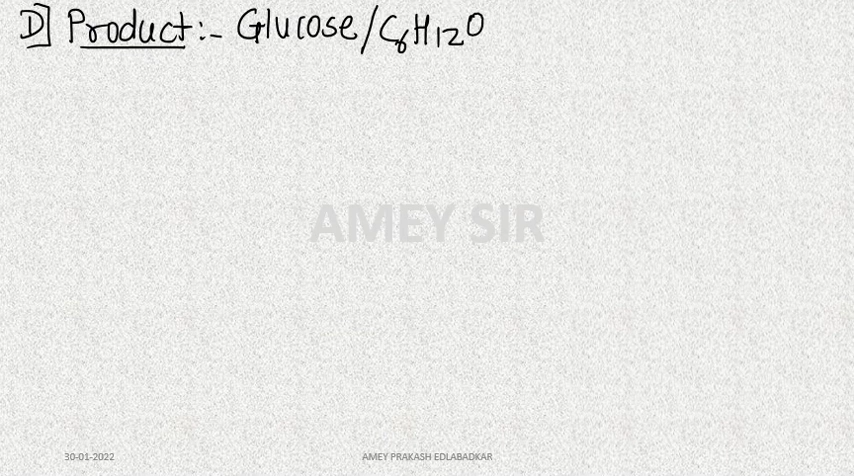 D] Product:- Glucose/C6H12O
AMEY SIR
30-01-2022
AMEY PRAKASH EDLABADKAR